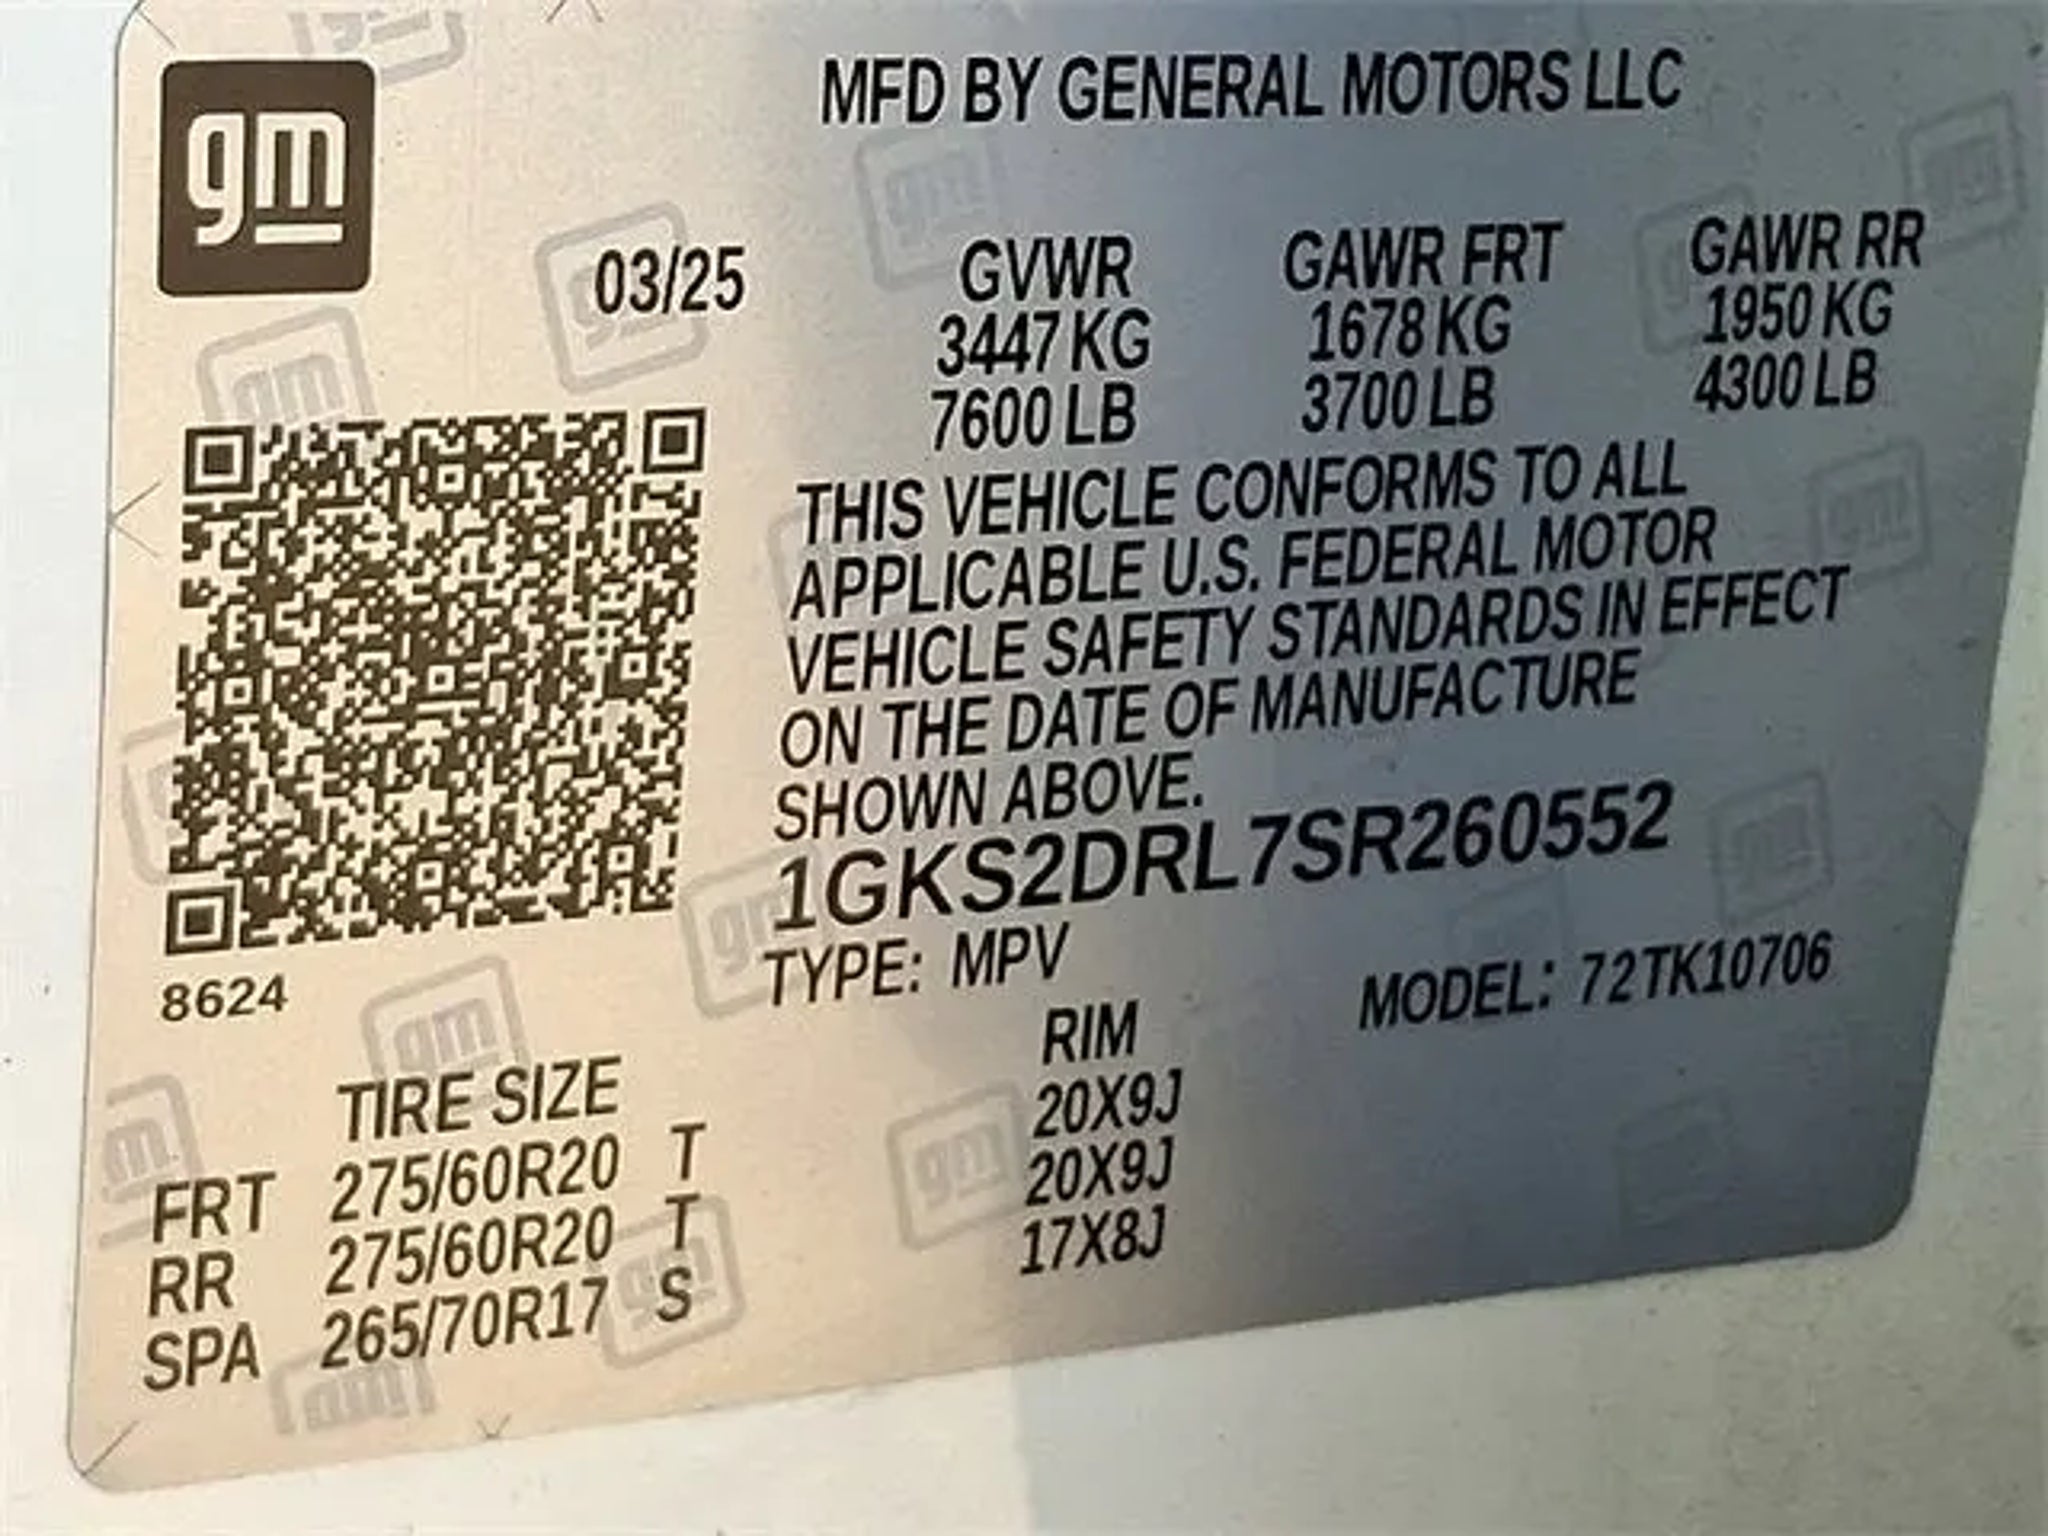 gm
MFD BY GENERAL MOTORS LLC
03/25 GVWR GAWR FRT GAWR RR
3447 KG 1678 KG 1950 KG
7600 LB 3700 LB 4300 LB
THIS VEHICLE CONFORMS TO ALL
APPLICABLE U.S. FEDERAL MOTOR
VEHICLE SAFETY STANDARDS IN EFFECT
ON THE DATE OF MANUFACTURE
SHOWN ABOVE.
1GKS2DRL7SR260552
8624
TYPE: MPV MODEL: 72TK10706
TIRE SIZE RIM
FRT 275/60R20 T 20X9J
RR 275/60R20 T 20X9J
SPA 265/70R17 S 17X8J